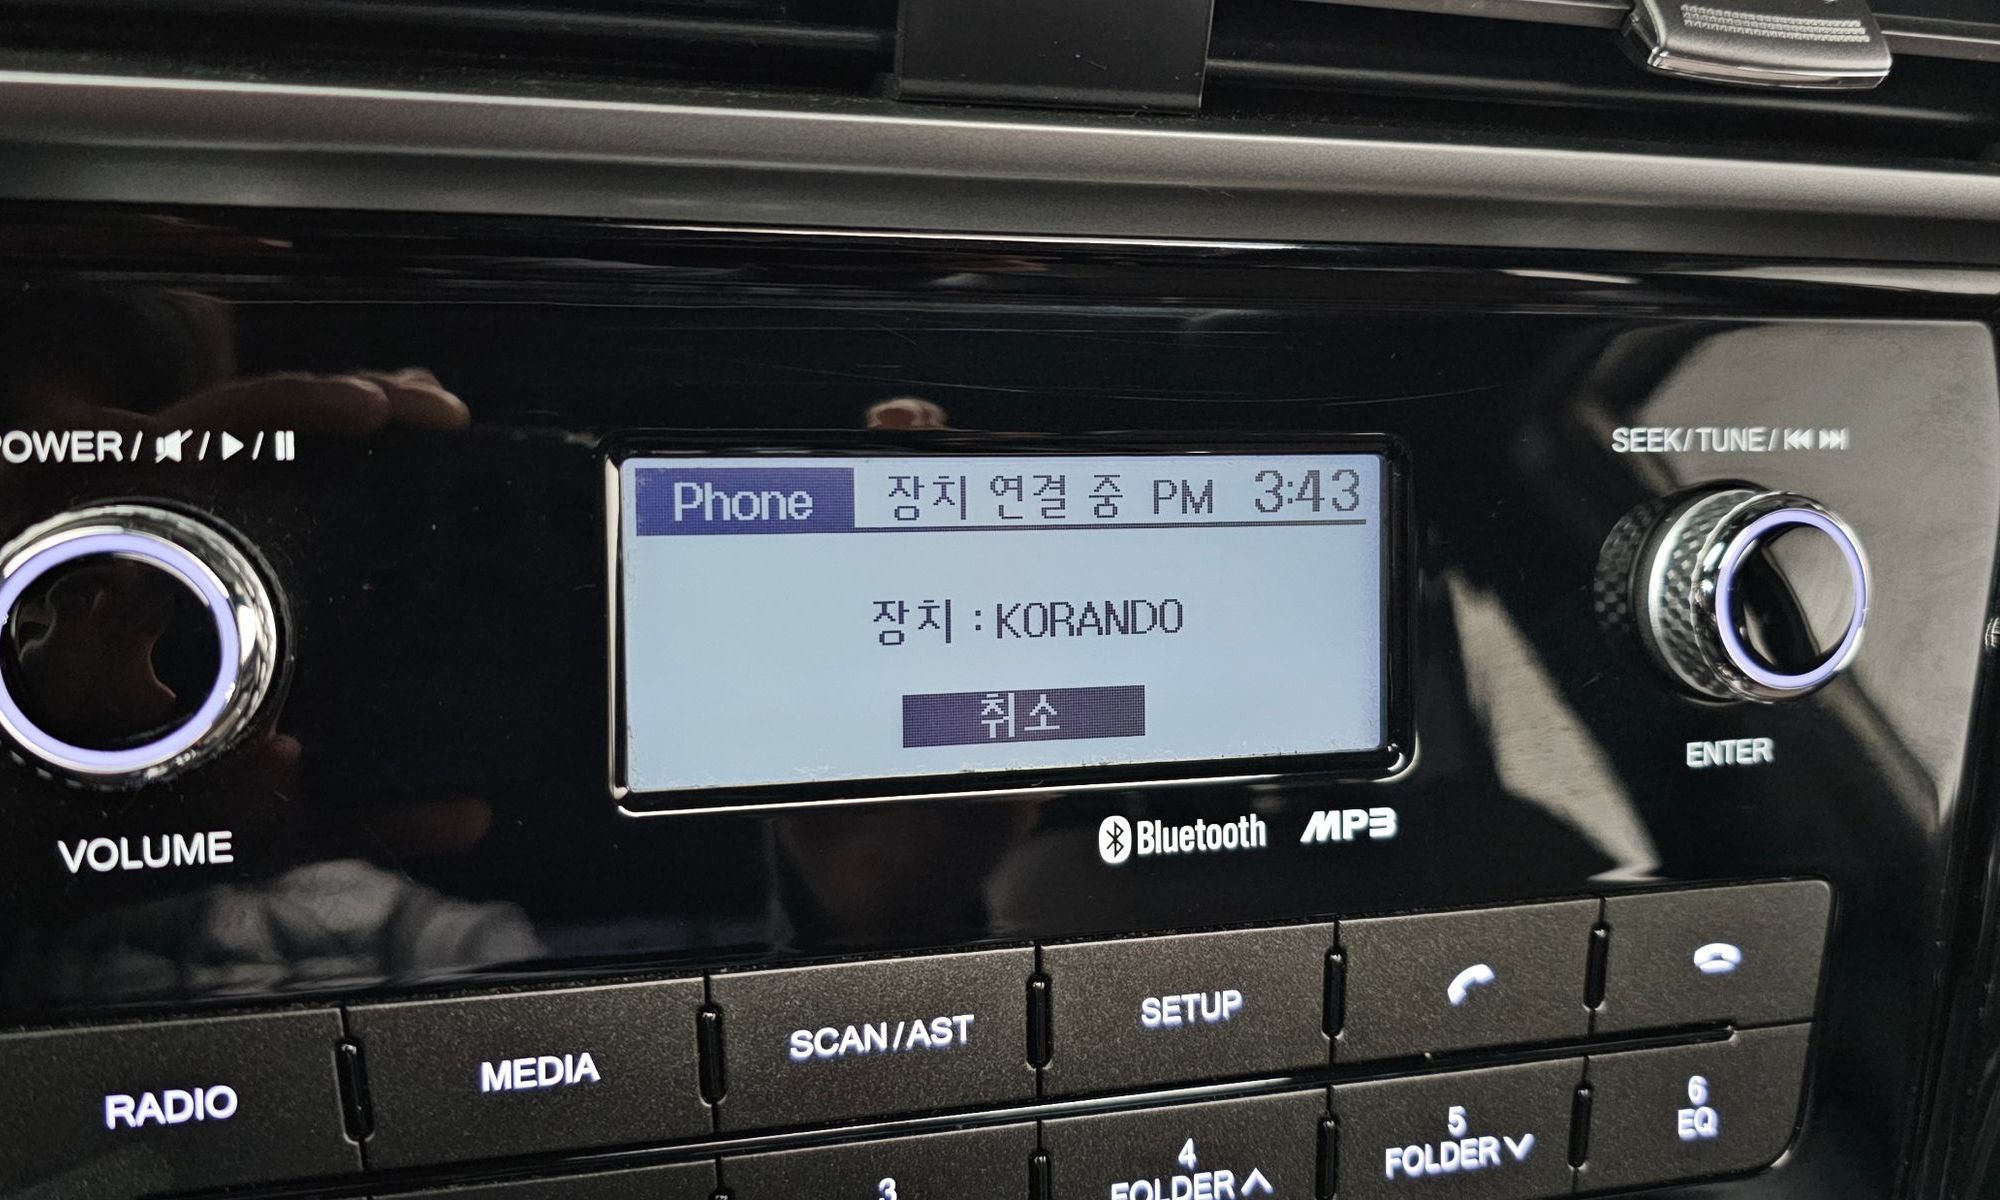 POWER /  /  / 
SEEK/TUNE/
Phone 장치 연결 중 PM 3:43
장치 : KORANDO
취소
ENTER
VOLUME
Bluetooth MP3
RADIO MEDIA SCAN/AST SETUP
3
4
FOLDER
5
FOLDER
6
EQ